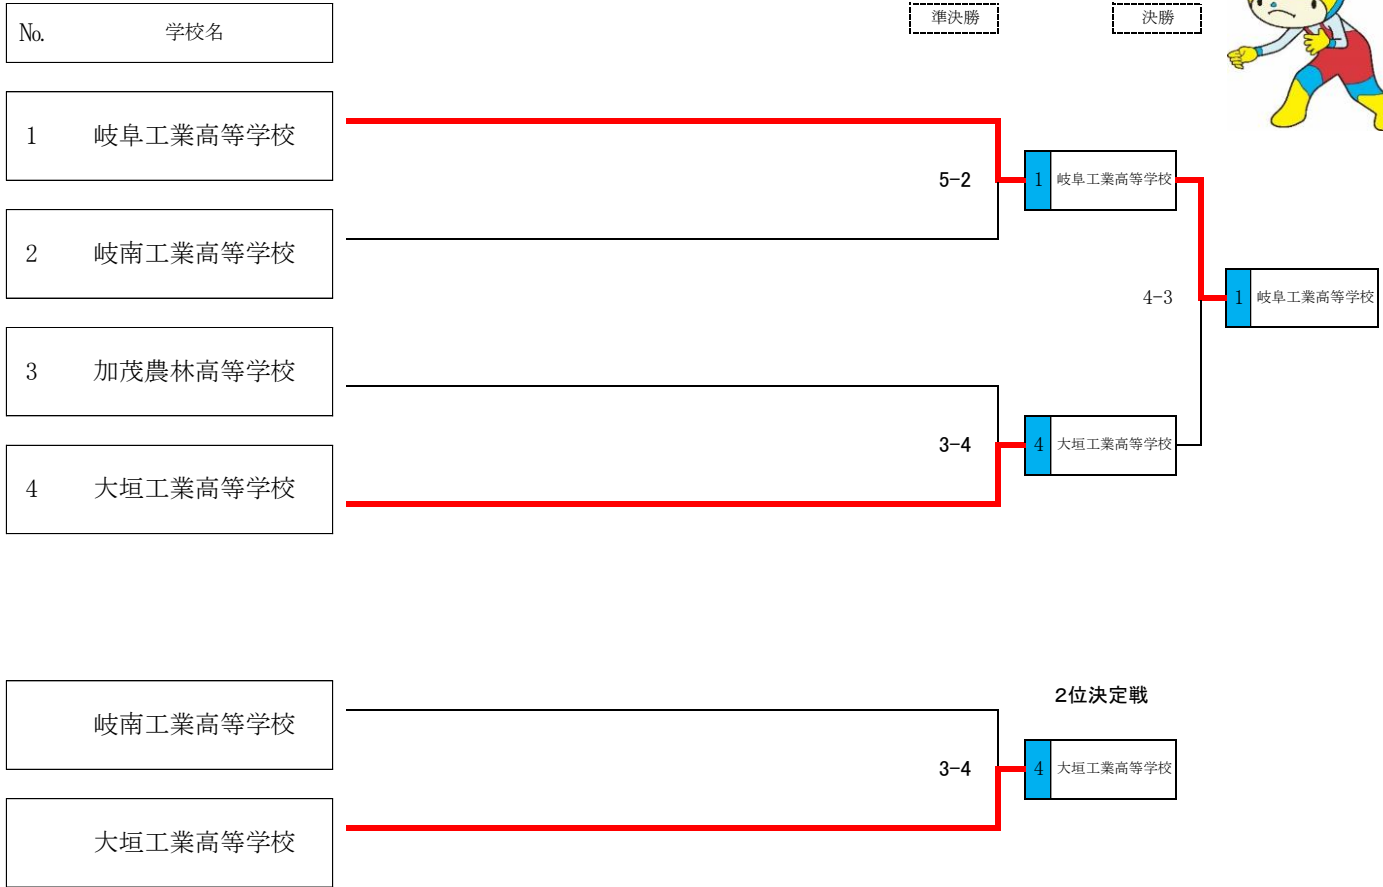 № 学校名 準決勝 決勝
1 岐阜工業高等学校
5-2 1 岐阜工業高等学校
2 岐南工業高等学校
4-3 1 岐阜工業高等学校
3 加茂農林高等学校
3-4 4 大垣工業高等学校
4 大垣工業高等学校
2位決定戦
岐南工業高等学校
3-4 4 大垣工業高等学校
大垣工業高等学校